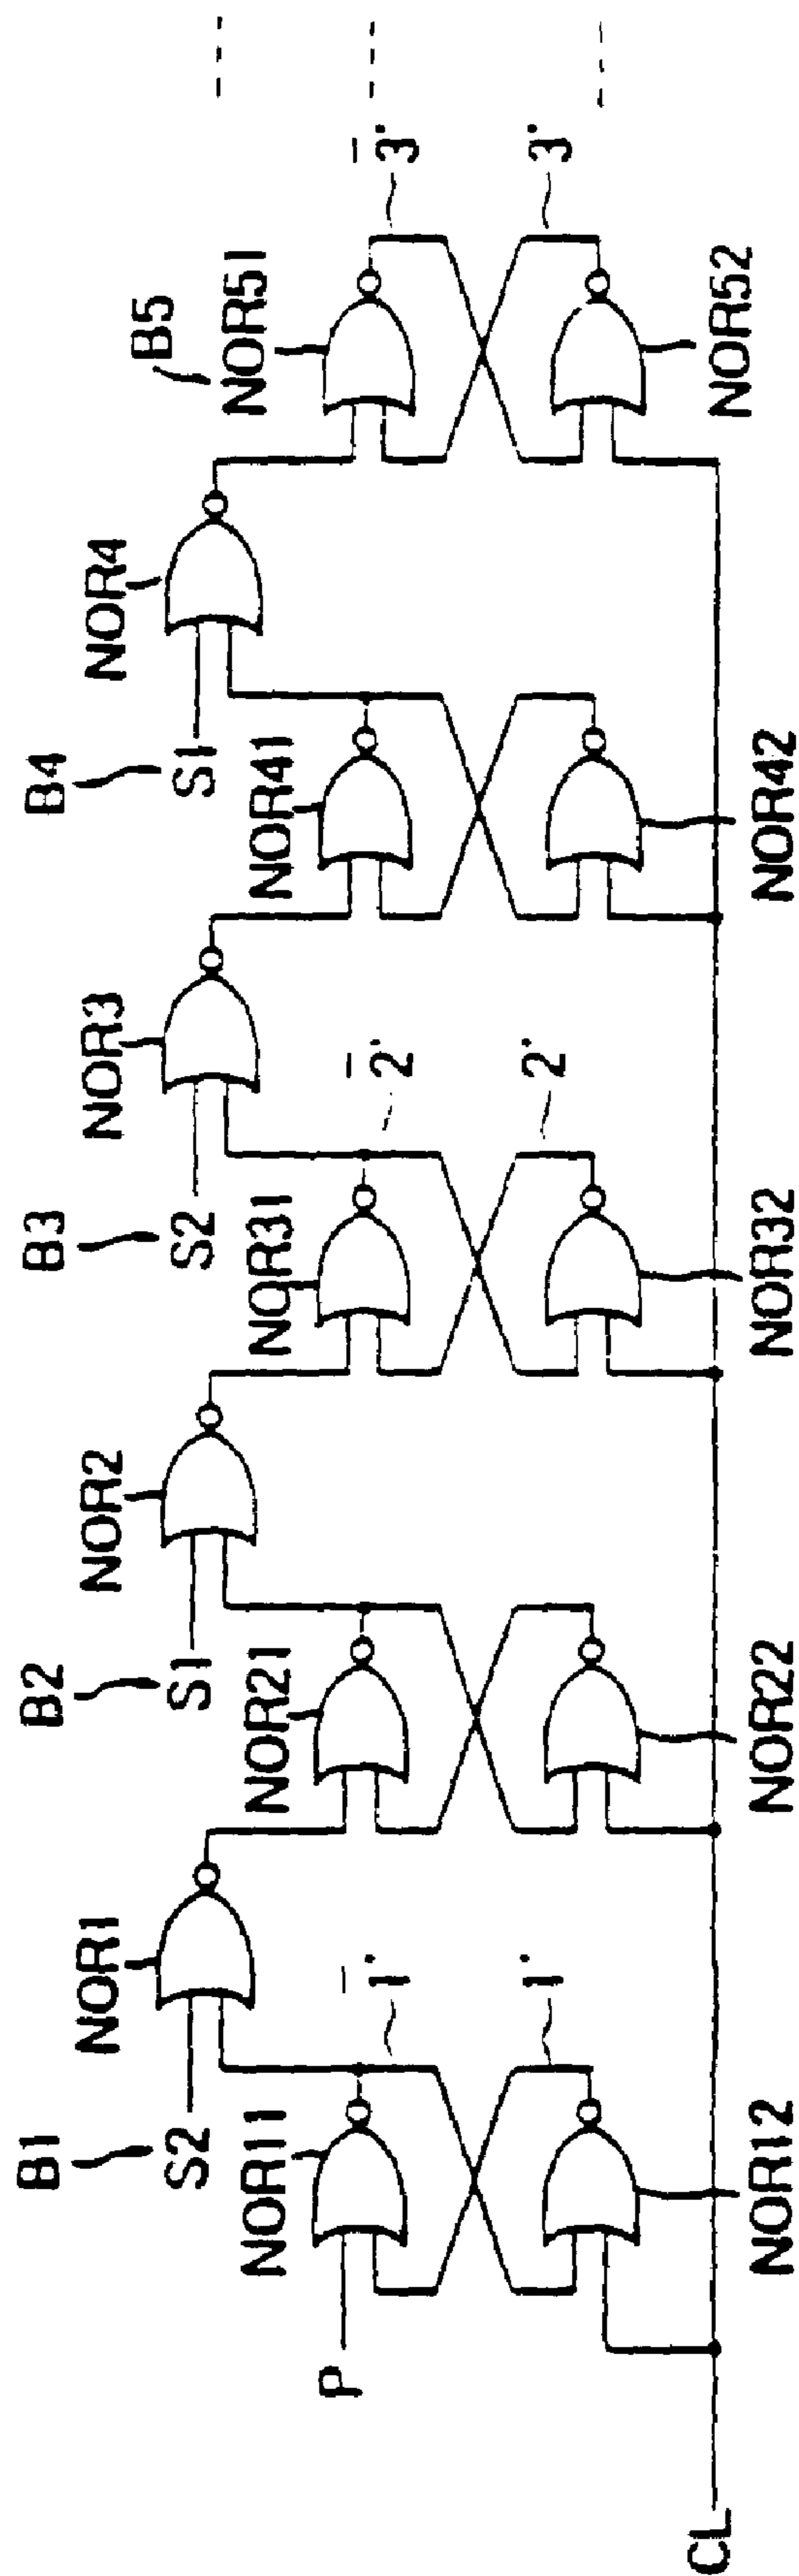 B1
B2
B3
B4
B5
NOR1
NOR2
NOR3
NOR4
S2
S1
S2
S1
NOR11
NOR21
NOR31
NOR41
NOR51
P
1̅'
2̅'
3̅'
1'
2'
3'
NOR12
NOR22
NOR32
NOR42
NOR52
CL